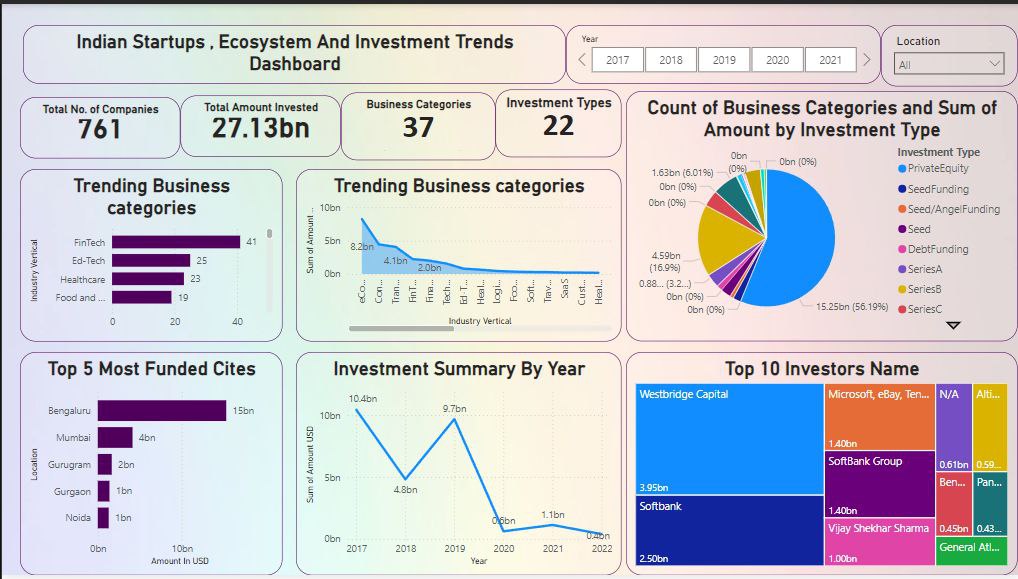 Indian Startups , Ecosystem And Investment Trends
Dashboard
Year
2017
2018
2019
2020
2021
Location
All
Total No. of Companies
761
Total Amount Invested
27.13bn
Business Categories
37
Investment Types
22
Trending Business
categories
Industry Vertical
FinTech
41
Ed-Tech
25
Healthcare
23
Food and ...
19
0
20
40
Trending Business categories
Sum of Amount ...
10bn
5bn
0bn
8.2bn
4.1bn
2.0bn
eCo...
Con...
Tran...
FinT...
Fina...
Tech...
Ed-T...
Heal...
Logi...
Foo...
Soft...
Trav...
SaaS
Cust...
Heal...
Industry Vertical
Count of Business Categories and Sum of
Amount by Investment Type
0bn
(0%)
0bn (0%)
1.63bn (6.01%)
0bn (0%)
0bn (0%)
4.59bn
(16.9%)
0.88... (3.2...)
0bn (0%)
0bn (0%)
15.25bn (56.19%)
Investment Type
PrivateEquity
SeedFunding
Seed/AngelFunding
Seed
DebtFunding
SeriesA
SeriesB
SeriesC
Top 5 Most Funded Cites
Location
Bengaluru
15bn
Mumbai
4bn
Gurugram
2bn
Gurgaon
1bn
Noida
1bn
0bn
10bn
Amount In USD
Investment Summary By Year
Sum of Amount USD
10bn
5bn
0bn
10.4bn
4.8bn
9.7bn
0.6bn
1.1bn
0.4bn
2017
2018
2019
2020
2021
2022
Year
Top 10 Investors Name
Westbridge Capital
3.95bn
Softbank
2.50bn
Microsoft, eBay, Ten...
1.40bn
SoftBank Group
1.40bn
Vijay Shekhar Sharma
1.00bn
N/A
0.61bn
Alti...
0.59...
Ben...
0.45bn
Pan...
0.43...
General Atl...